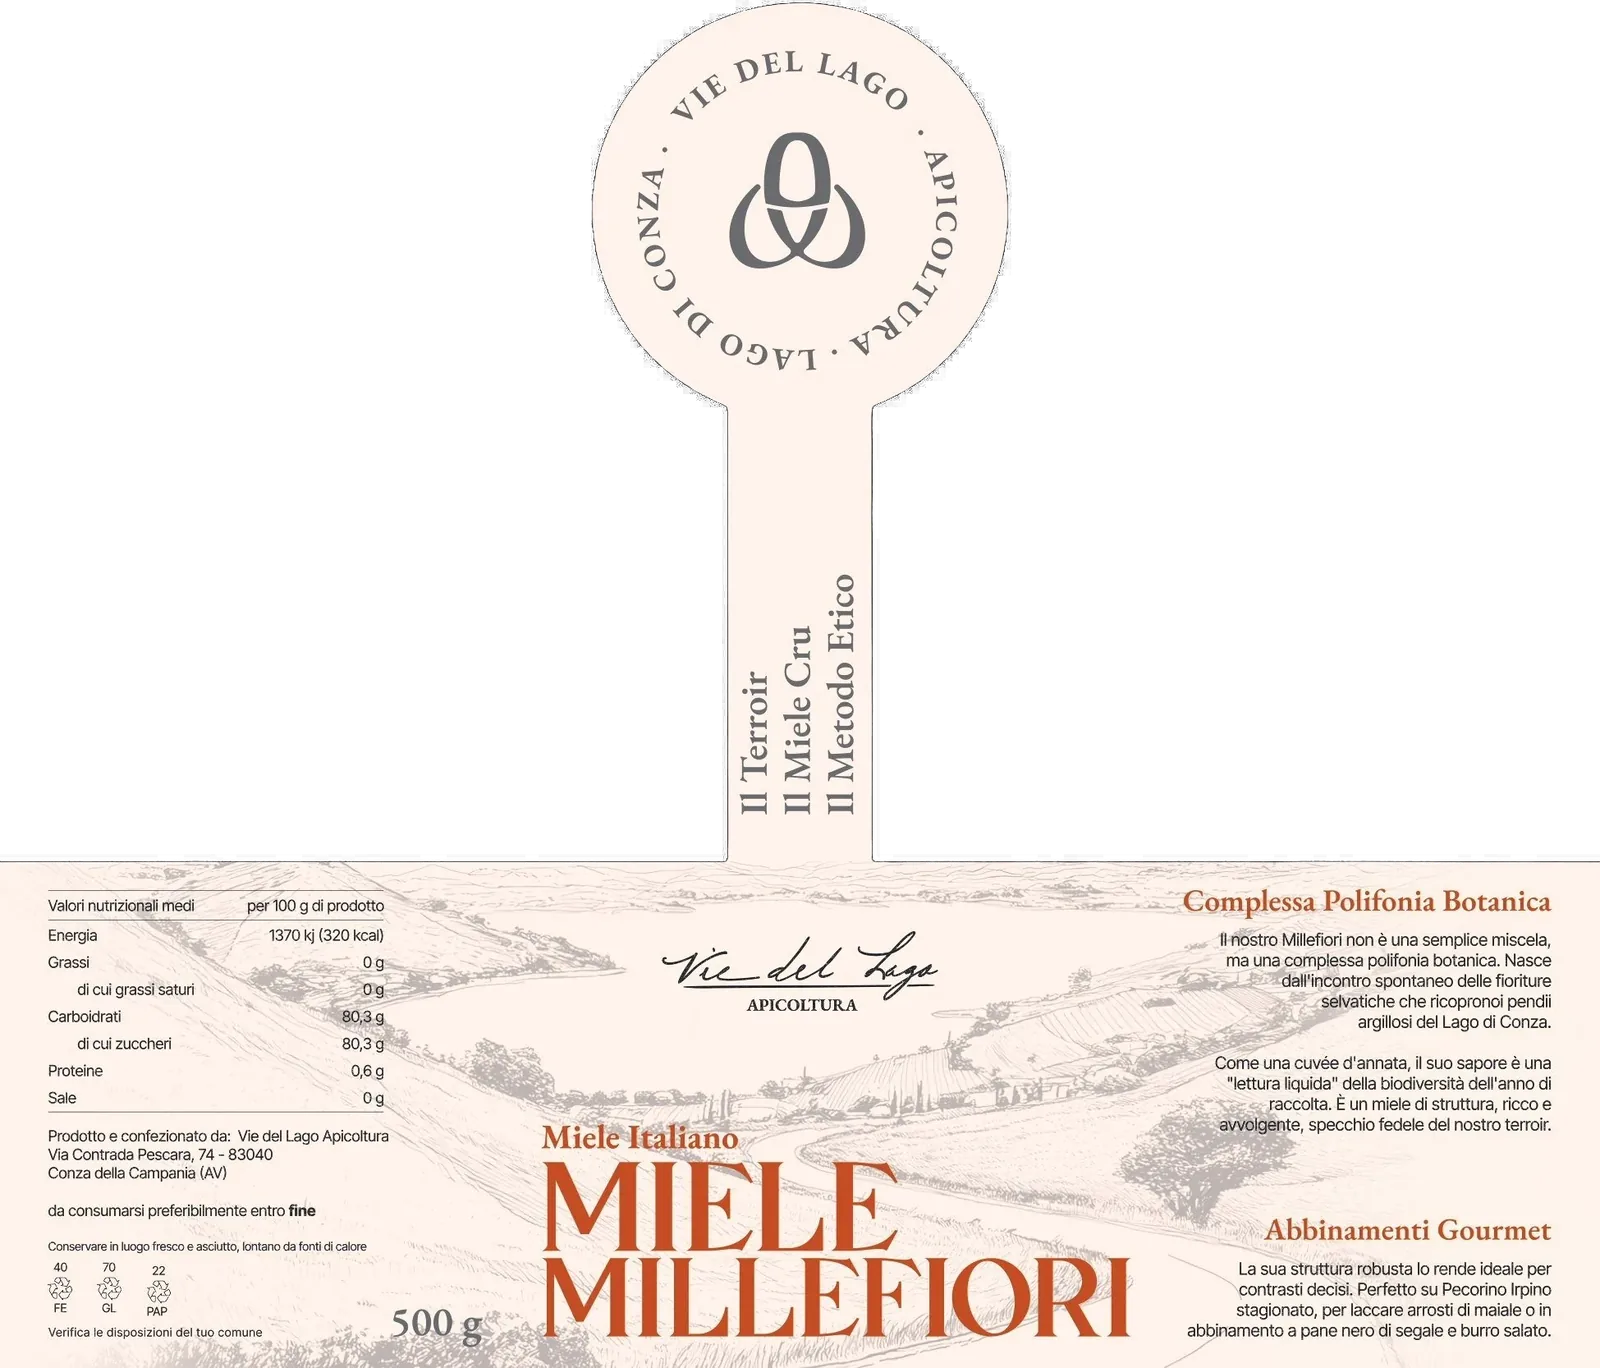 VIE DEL LAGO · APICOLTURA · LAGO DI CONZA ·
Il Terroir
Il Miele Cru
Il Metodo Etico
Valori nutrizionali medi per 100 g di prodotto
Energia 1370 kj (320 kcal)
Grassi 0 g
di cui grassi saturi 0 g
Carboidrati 80,3 g
di cui zuccheri 80,3 g
Proteine 0,6 g
Sale 0 g
Prodotto e confezionato da: Vie del Lago Apicoltura
Via Contrada Pescara, 74 - 83040
Conza della Campania (AV)
da consumarsi preferibilmente entro fine
Conservare in luogo fresco e asciutto, lontano da fonti di calore
40 70 22
FE GL PAP
Verifica le disposizioni del tuo comune
500 g
Vie del Lago
APICOLTURA
Miele Italiano
MIELE
MILLEFIORI
Complessa Polifonia Botanica
Il nostro Millefiori non è una semplice miscela,
ma una complessa polifonia botanica. Nasce
dall'incontro spontaneo delle fioriture
selvatiche che ricopronoi pendii
argillosi del Lago di Conza.
Come una cuvée d'annata, il suo sapore è una
"lettura liquida" della biodiversità dell'anno di
raccolta. È un miele di struttura, ricco e
avvolgente, specchio fedele del nostro terroir.
Abbinamenti Gourmet
La sua struttura robusta lo rende ideale per
contrasti decisi. Perfetto su Pecorino Irpino
stagionato, per laccare arrosti di maiale o in
abbinamento a pane nero di segale e burro salato.